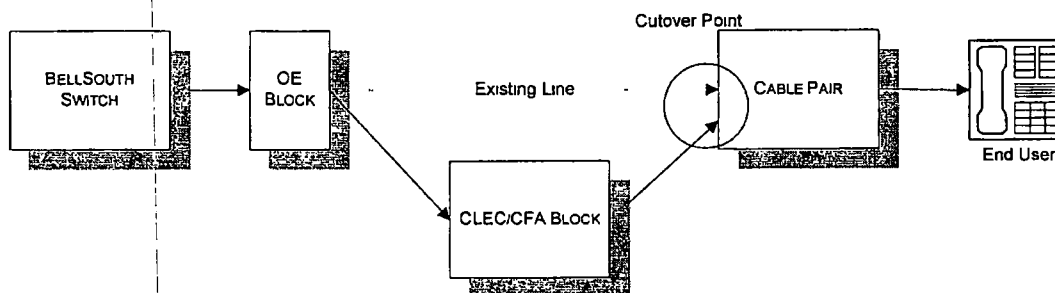 Cutover Point
BELLSOUTH
SWITCH
OE
BLOCK
Existing Line
CABLE PAIR
End User
CLEC/CFA BLOCK